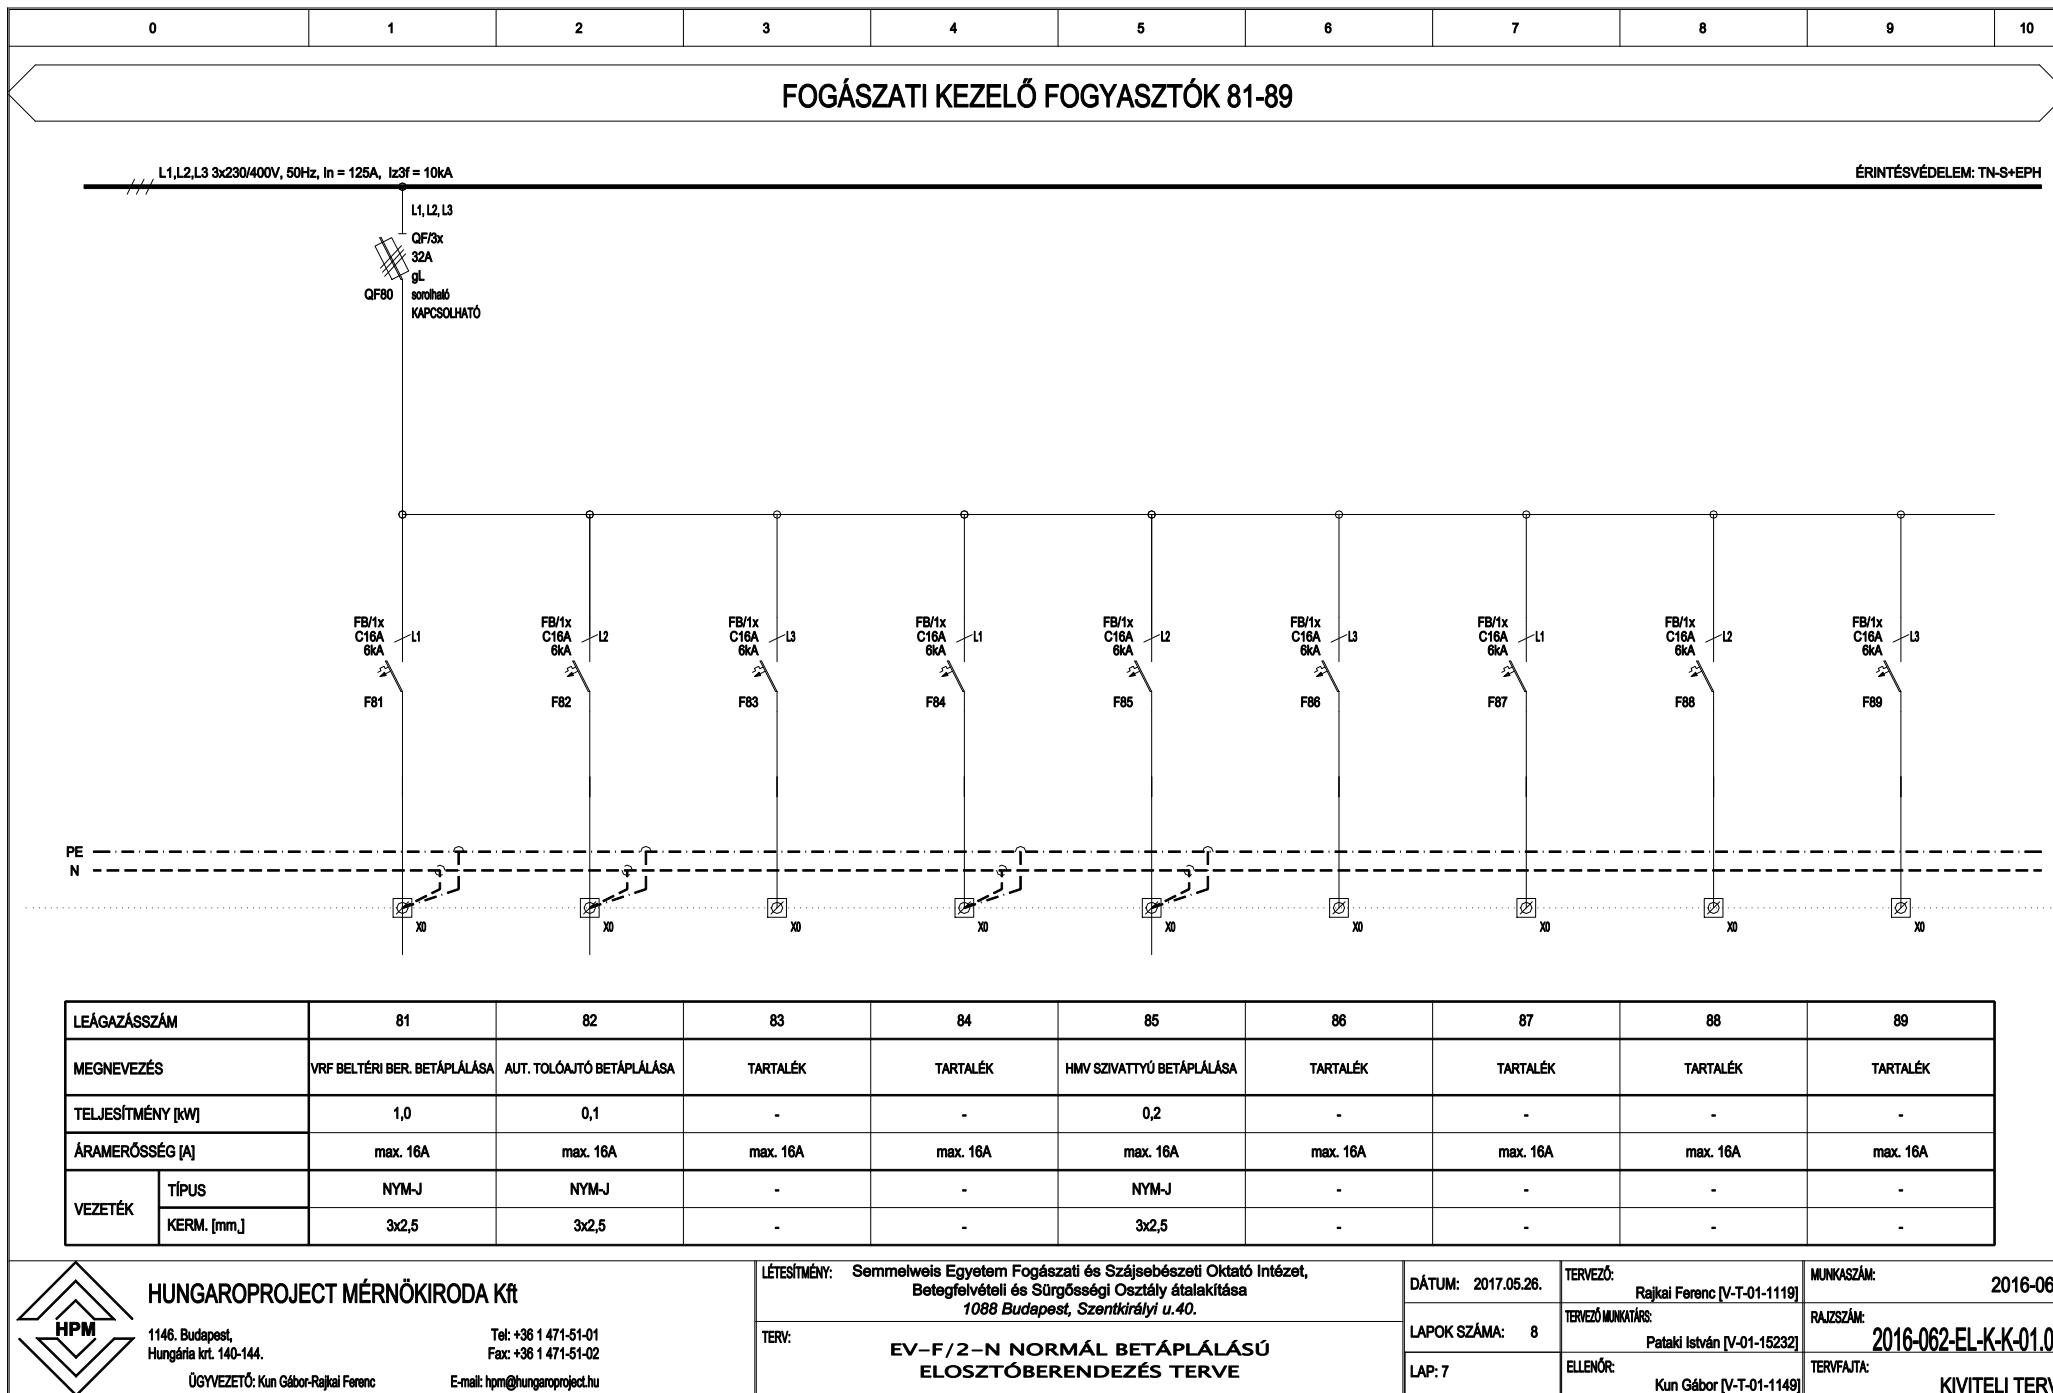 0 1 2 3 4 5 6 7 8 9 10
FOGÁSZATI KEZELŐ FOGYASZTÓK 81-89
L1,L2,L3 3x230/400V, 50Hz, In = 125A, Iz3f = 10kA
ÉRINTÉSVÉDELEM: TN-S+EPH
L1, L2, L3
QF/3x
32A
gL
QF80 sorolható
KAPCSOLHATÓ
FB/1x FB/1x FB/1x FB/1x FB/1x FB/1x FB/1x FB/1x FB/1x
C16A L1 C16A L2 C16A L3 C16A L1 C16A L2 C16A L3 C16A L1 C16A L2 C16A L3
6kA 6kA 6kA 6kA 6kA 6kA 6kA 6kA 6kA
F81 F82 F83 F84 F85 F86 F87 F88 F89
PE
N
X0 X0 X0 X0 X0 X0 X0 X0 X0
LEÁGAZÁSSZÁM 81 82 83 84 85 86 87 88 89
MEGNEVEZÉS VRF BELTÉRI BER. BETÁPLÁLÁSA AUT. TOLÓAJTÓ BETÁPLÁLÁSA TARTALÉK TARTALÉK HMV SZIVATTYÚ BETÁPLÁLÁSA TARTALÉK TARTALÉK TARTALÉK TARTALÉK
TELJESÍTMÉNY [kW] 1,0 0,1 - - 0,2 - - - -
ÁRAMERŐSSÉG [A] max. 16A max. 16A max. 16A max. 16A max. 16A max. 16A max. 16A max. 16A max. 16A
VEZETÉK
TÍPUS NYM-J NYM-J - - NYM-J - - - -
KERM. [mm,] 3x2,5 3x2,5 - - 3x2,5 - - - -
HPM
HUNGAROPROJECT MÉRNÖKIRODA Kft
1146. Budapest, Tel: +36 1 471-51-01
Hungária krt. 140-144. Fax: +36 1 471-51-02
ÜGYVEZETŐ: Kun Gábor-Rajkai Ferenc E-mail: hpm@hungaroproject.hu
LÉTESÍTMÉNY: Semmelweis Egyetem Fogászati és Szájsebészeti Oktató Intézet,
Betegfelvételi és Sürgősségi Osztály átalakítása
1088 Budapest, Szentkirályi u.40.
TERV: EV-F/2-N NORMÁL BETÁPLÁLÁSÚ
ELOSZTÓBERENDEZÉS TERVE
DÁTUM: 2017.05.26.
LAPOK SZÁMA: 8
LAP: 7
TERVEZŐ:
Rajkai Ferenc [V-T-01-1119]
TERVEZŐ MUNKATÁRS:
Pataki István [V-01-15232]
ELLENŐR:
Kun Gábor [V-T-01-1149]
MUNKASZÁM:
2016-06
RAJZSZÁM:
2016-062-EL-K-K-01.0
TERVFAJTA:
KIVITELI TERV